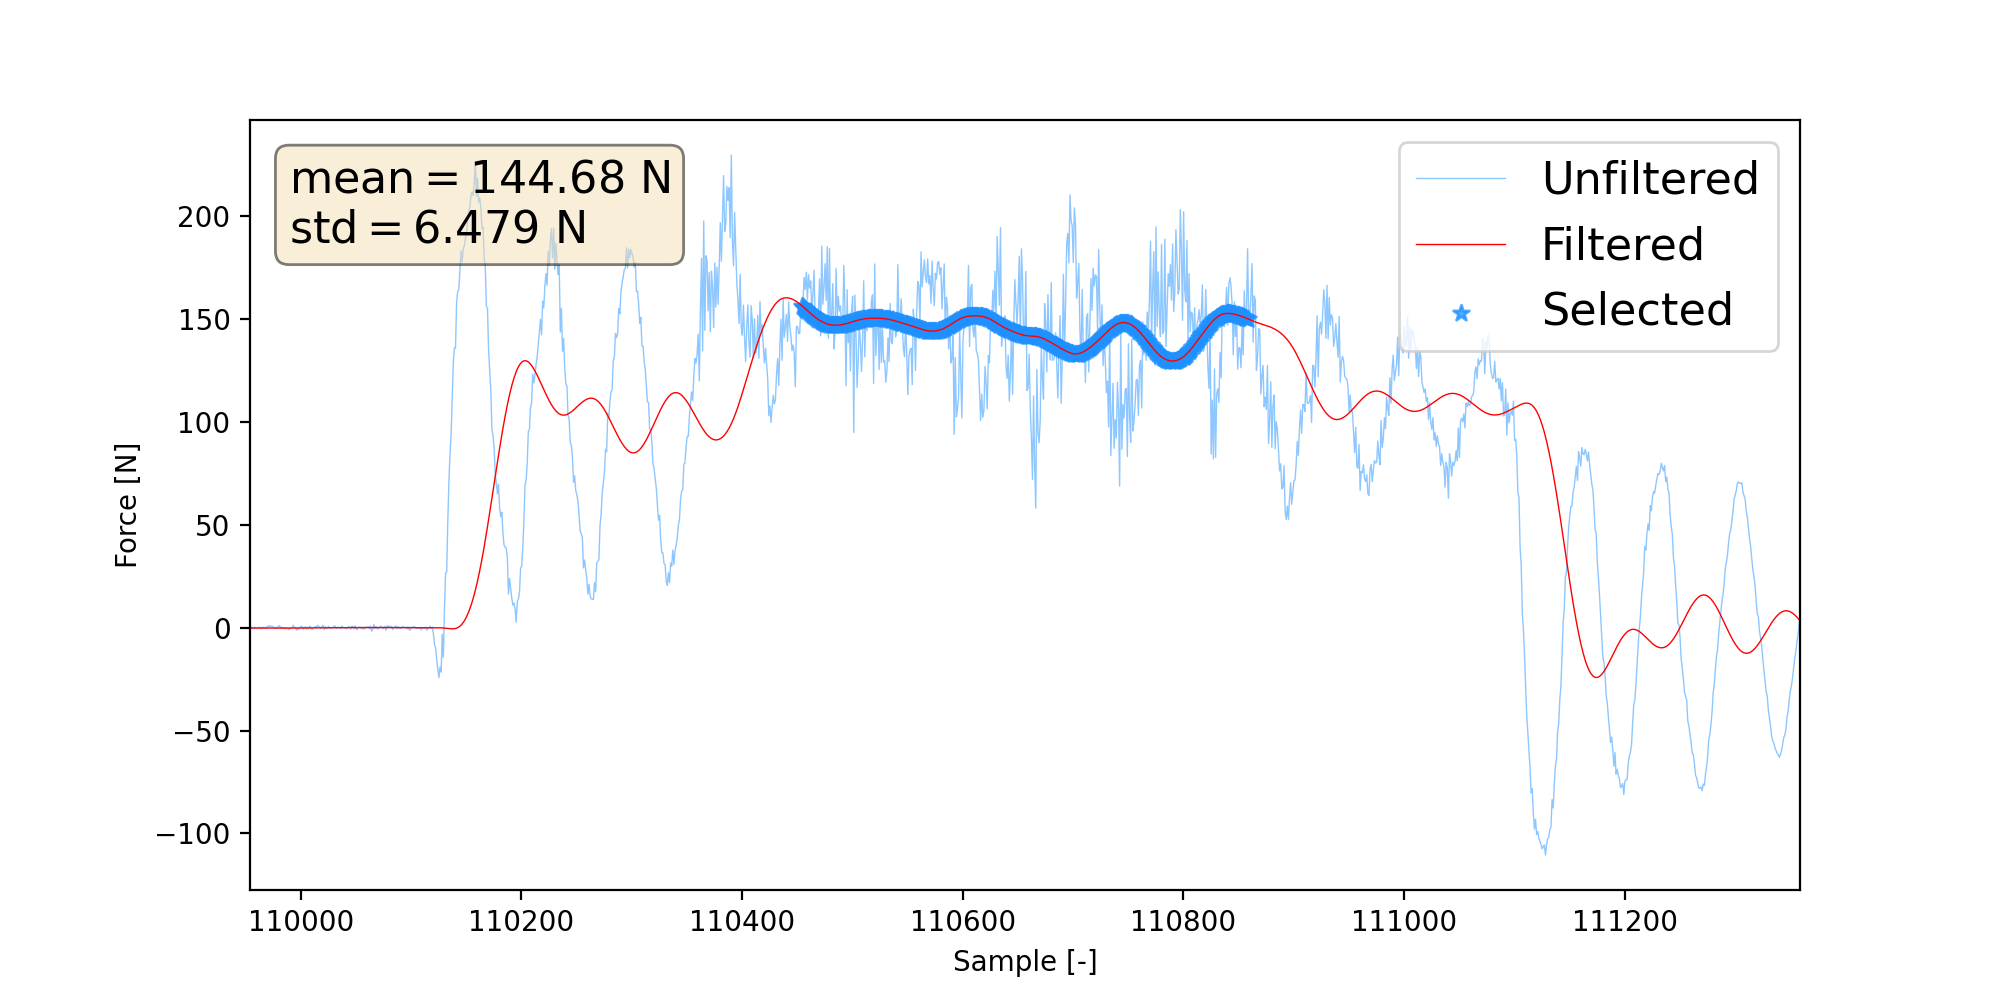 mean = 144.68 N
std = 6.479 N
Unfiltered
Filtered
Selected
Force [N]
200
150
100
50
0
−50
−100
110000 110200 110400 110600 110800 111000 111200
Sample [-]